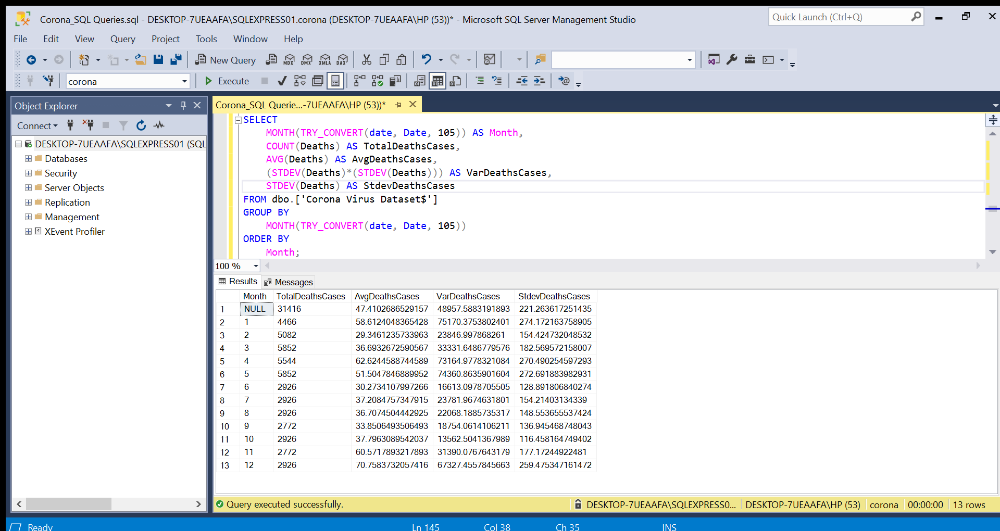 Corona_SQL Queries.sql - DESKTOP-7UEAAFA\SQLEXPRESS01.corona (DESKTOP-7UEAAFA\HP (53))* - Microsoft SQL Server Management Studio
Quick Launch (Ctrl+Q)
File Edit View Query Project Tools Window Help
New Query MDX DMX XMLA DAX
corona Execute
Object Explorer
Corona_SQL Querie...-7UEAAFA\HP (53))*
Connect
DESKTOP-7UEAAFA\SQLEXPRESS01 (SQL
Databases
Security
Server Objects
Replication
Management
XEvent Profiler
SELECT
MONTH(TRY_CONVERT(date, Date, 105)) AS Month,
COUNT(Deaths) AS TotalDeathsCases,
AVG(Deaths) AS AvgDeathsCases,
(STDEV(Deaths)*(STDEV(Deaths))) AS VarDeathsCases,
STDEV(Deaths) AS StdevDeathsCases
FROM dbo.['Corona Virus Dataset$']
GROUP BY
MONTH(TRY_CONVERT(date, Date, 105))
ORDER BY
Month;
100 %
Results Messages
Month TotalDeathsCases AvgDeathsCases VarDeathsCases StdevDeathsCases
1 NULL 31416 47.4102686529157 48957.5883191893 221.263617251435
2 1 4466 58.6124048365428 75170.3753802401 274.172163758905
3 2 5082 29.3461235733963 23846.997868261 154.424732048532
4 3 5852 36.6932672590567 33331.6486779576 182.569572158007
5 4 5544 62.6244588744589 73164.9778321084 270.490254597293
6 5 5852 51.5047846889952 74360.8635901604 272.691883982931
7 6 2926 30.2734107997266 16613.0978705505 128.891806840274
8 7 2926 37.2084757347915 23781.9674631801 154.21403134339
9 8 2926 36.7074504442925 22068.1885735317 148.553655537424
10 9 2772 33.8506493506493 18754.0614106211 136.945468748043
11 10 2926 37.7963089542037 13562.5041367989 116.458164749402
12 11 2772 60.5717893217893 31390.0767643179 177.17244922481
13 12 2926 70.7583732057416 67327.4557845663 259.475347161472
Query executed successfully. DESKTOP-7UEAAFA\SQLEXPRESS0... DESKTOP-7UEAAFA\HP (53) corona 00:00:00 13 rows
Ready Ln 145 Col 38 Ch 35 INS